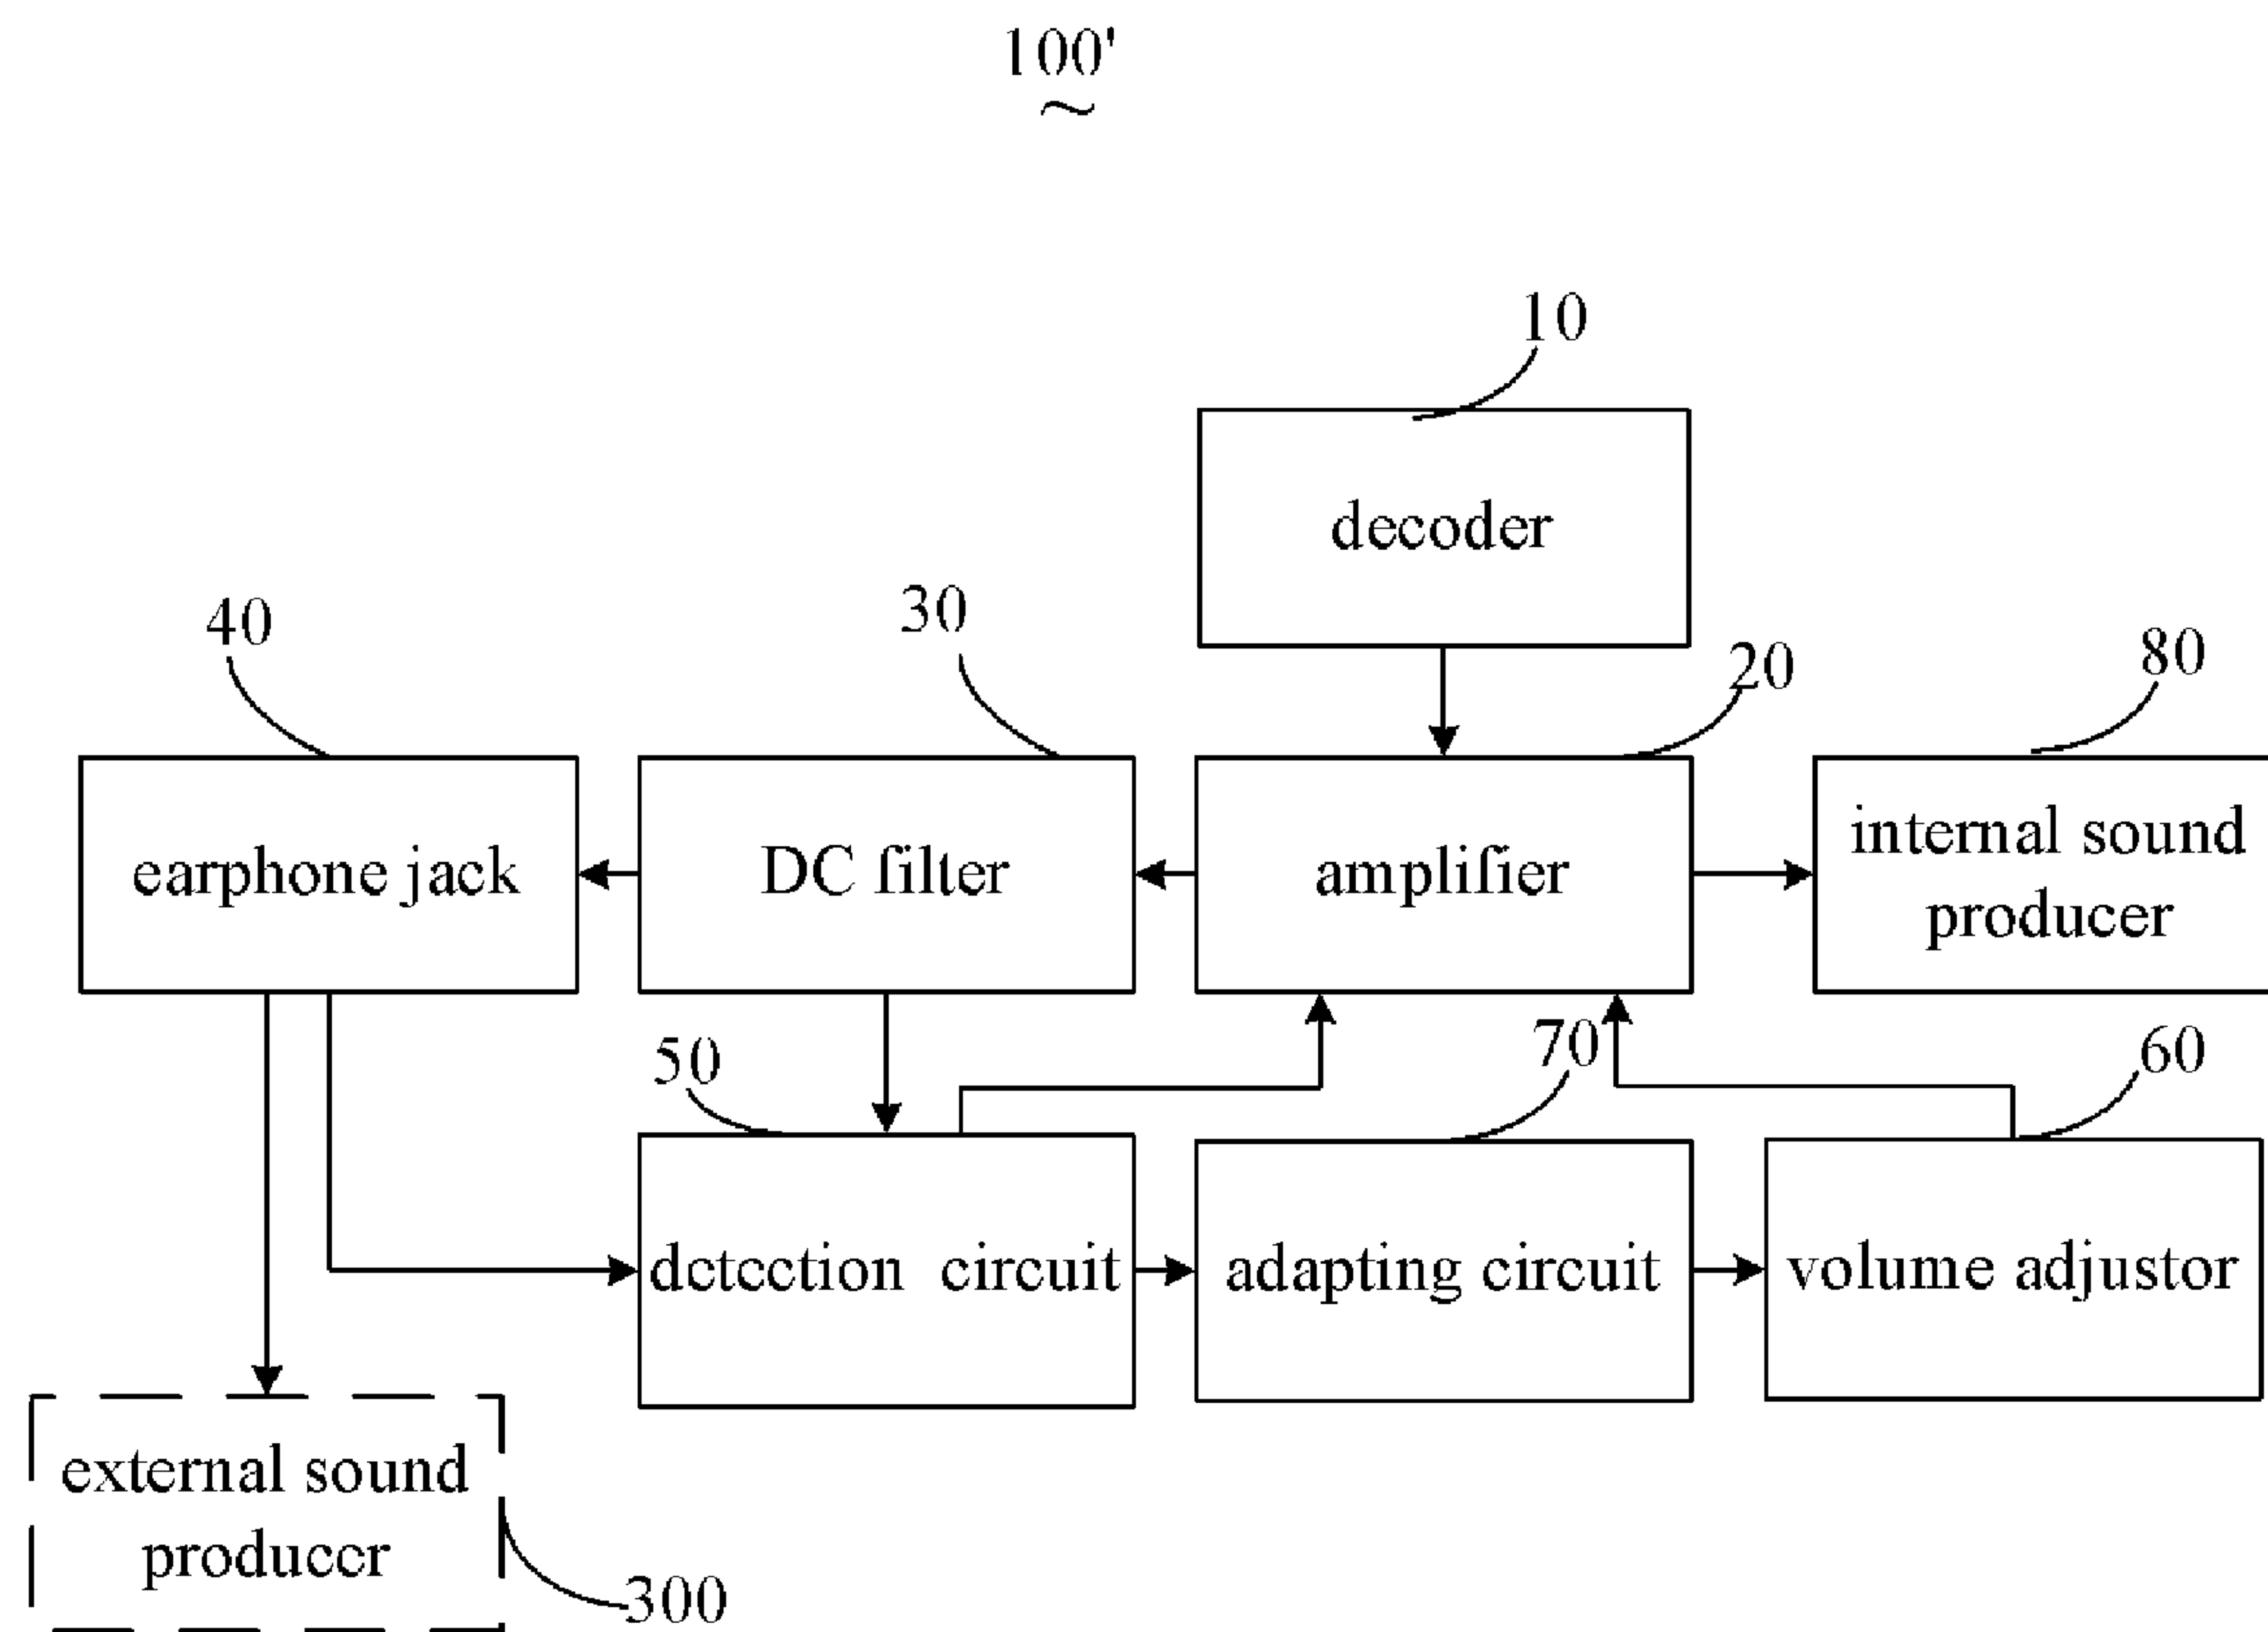 100'
~
10
decoder
40
30
20
80
earphone jack
DC filter
amplifier
internal sound
producer
50
70
60
detection circuit
adapting circuit
volume adjustor
external sound
producer
300